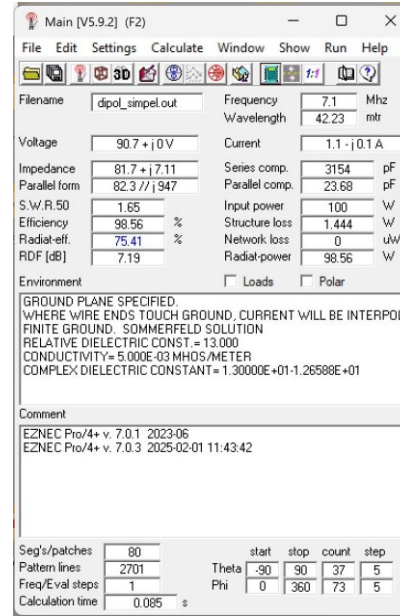 Main [V5.9.2] (F2)
File Edit Settings Calculate Window Show Run Help
3D 1:1
Filename dipol_simpel.out Frequency 7.1 Mhz
Wavelength 42.23 mtr
Voltage 90.7 + j 0 V Current 1.1 - j 0.1 A
Impedance 81.7 + j 7.11 Series comp. 3154 pF
Parallel form 82.3 // j 947 Parallel comp. 23.68 pF
S.W.R.50 1.65 Input power 100 W
Efficiency 98.56 % Structure loss 1.444 W
Radiat-eff. 75.41 % Network loss 0 uW
RDF [dB] 7.19 Radiat-power 98.56 W
Environment Loads Polar
GROUND PLANE SPECIFIED.
WHERE WIRE ENDS TOUCH GROUND, CURRENT WILL BE INTERPOL
FINITE GROUND. SOMMERFELD SOLUTION
RELATIVE DIELECTRIC CONST.= 13.000
CONDUCTIVITY= 5.000E-03 MHOS/METER
COMPLEX DIELECTRIC CONSTANT= 1.30000E+01-1.26588E+01
Comment
EZNEC Pro/4+ v. 7.0.1 2023-06
EZNEC Pro/4+ v. 7.0.3 2025-02-01 11:43:42
Seg's/patches 80 start stop count step
Pattern lines 2701 Theta -90 90 37 5
Freq/Eval steps 1 Phi 0 360 73 5
Calculation time 0.085 s